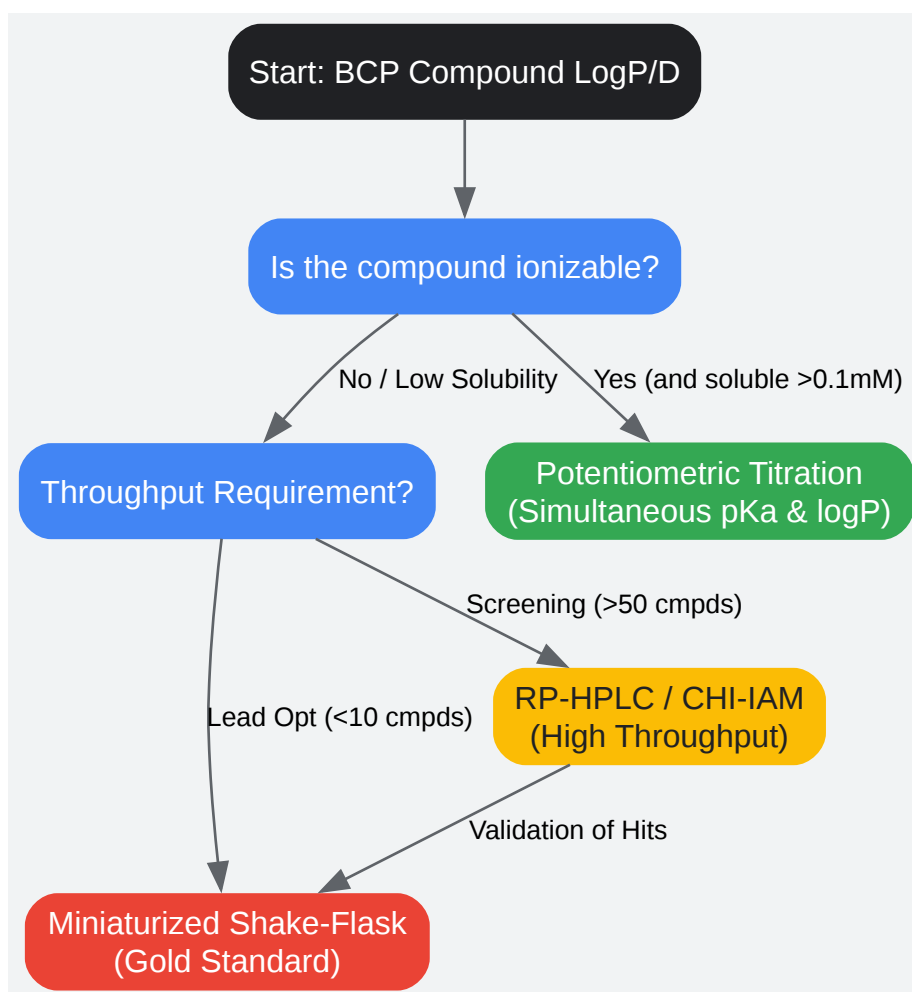 Start: BCP Compound LogP/D
Is the compound ionizable?
No / Low Solubility
Yes (and soluble >0.1mM)
Throughput Requirement?
Potentiometric Titration
(Simultaneous pKa & logP)
Screening (>50 cmpds)
Lead Opt (<10 cmpds)
RP-HPLC / CHI-IAM
(High Throughput)
Validation of Hits
Miniaturized Shake-Flask
(Gold Standard)